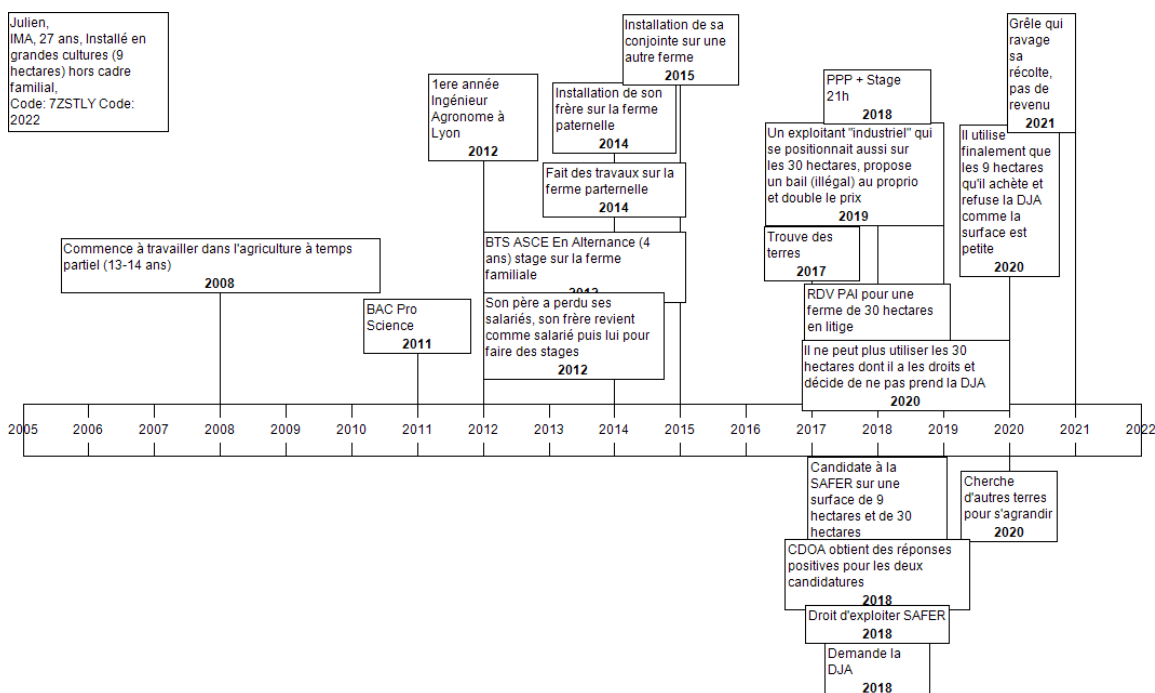 Julien,
IMA, 27 ans, Installé en
grandes cultures (9
hectares) hors cadre
familial,
Code: 7ZSTLY Code:
2022
Commence à travailler dans l'agriculture à temps
partiel (13-14 ans)
2008
BAC Pro
Science
2011
1ere année
Ingénieur
Agronome à
Lyon
2012
Installation de sa
conjointe sur une
autre ferme
2015
Installation de son
frère sur la ferme
paternelle
2014
Fait des travaux sur la
ferme parternelle
2014
BTS ASCE En Alternance (4
ans) stage sur la ferme
familiale
2012
Son père a perdu ses
salariés, son frère revient
comme salarié puis lui pour
faire des stages
2012
PPP + Stage
21h
2018
Un exploitant "industriel" qui
se positionnait aussi sur
les 30 hectares, propose
un bail (illégal) au proprio
et double le prix
2019
Trouve des
terres
2017
RDV PAI pour une
ferme de 30 hectares
en litige
Il ne peut plus utiliser les 30
hectares dont il a les droits et
décide de ne pas prend la DJA
2020
Grêle qui
ravage
sa
récolte,
pas de
revenu
2021
Il utilise
finalement que
les 9 hectares
qu'il achète et
refuse la DJA
comme la
surface est
petite
2020
2005 2006 2007 2008 2009 2010 2011 2012 2013 2014 2015 2016 2017 2018 2019 2020 2021 2022
Candidate à la
SAFER sur une
surface de 9
hectares et de 30
hectares
CDOA obtient des réponses
positives pour les deux
candidatures
2018
Droit d'exploiter SAFER
2018
Demande la
DJA
2018
Cherche
d'autres terres
pour s'agrandir
2020